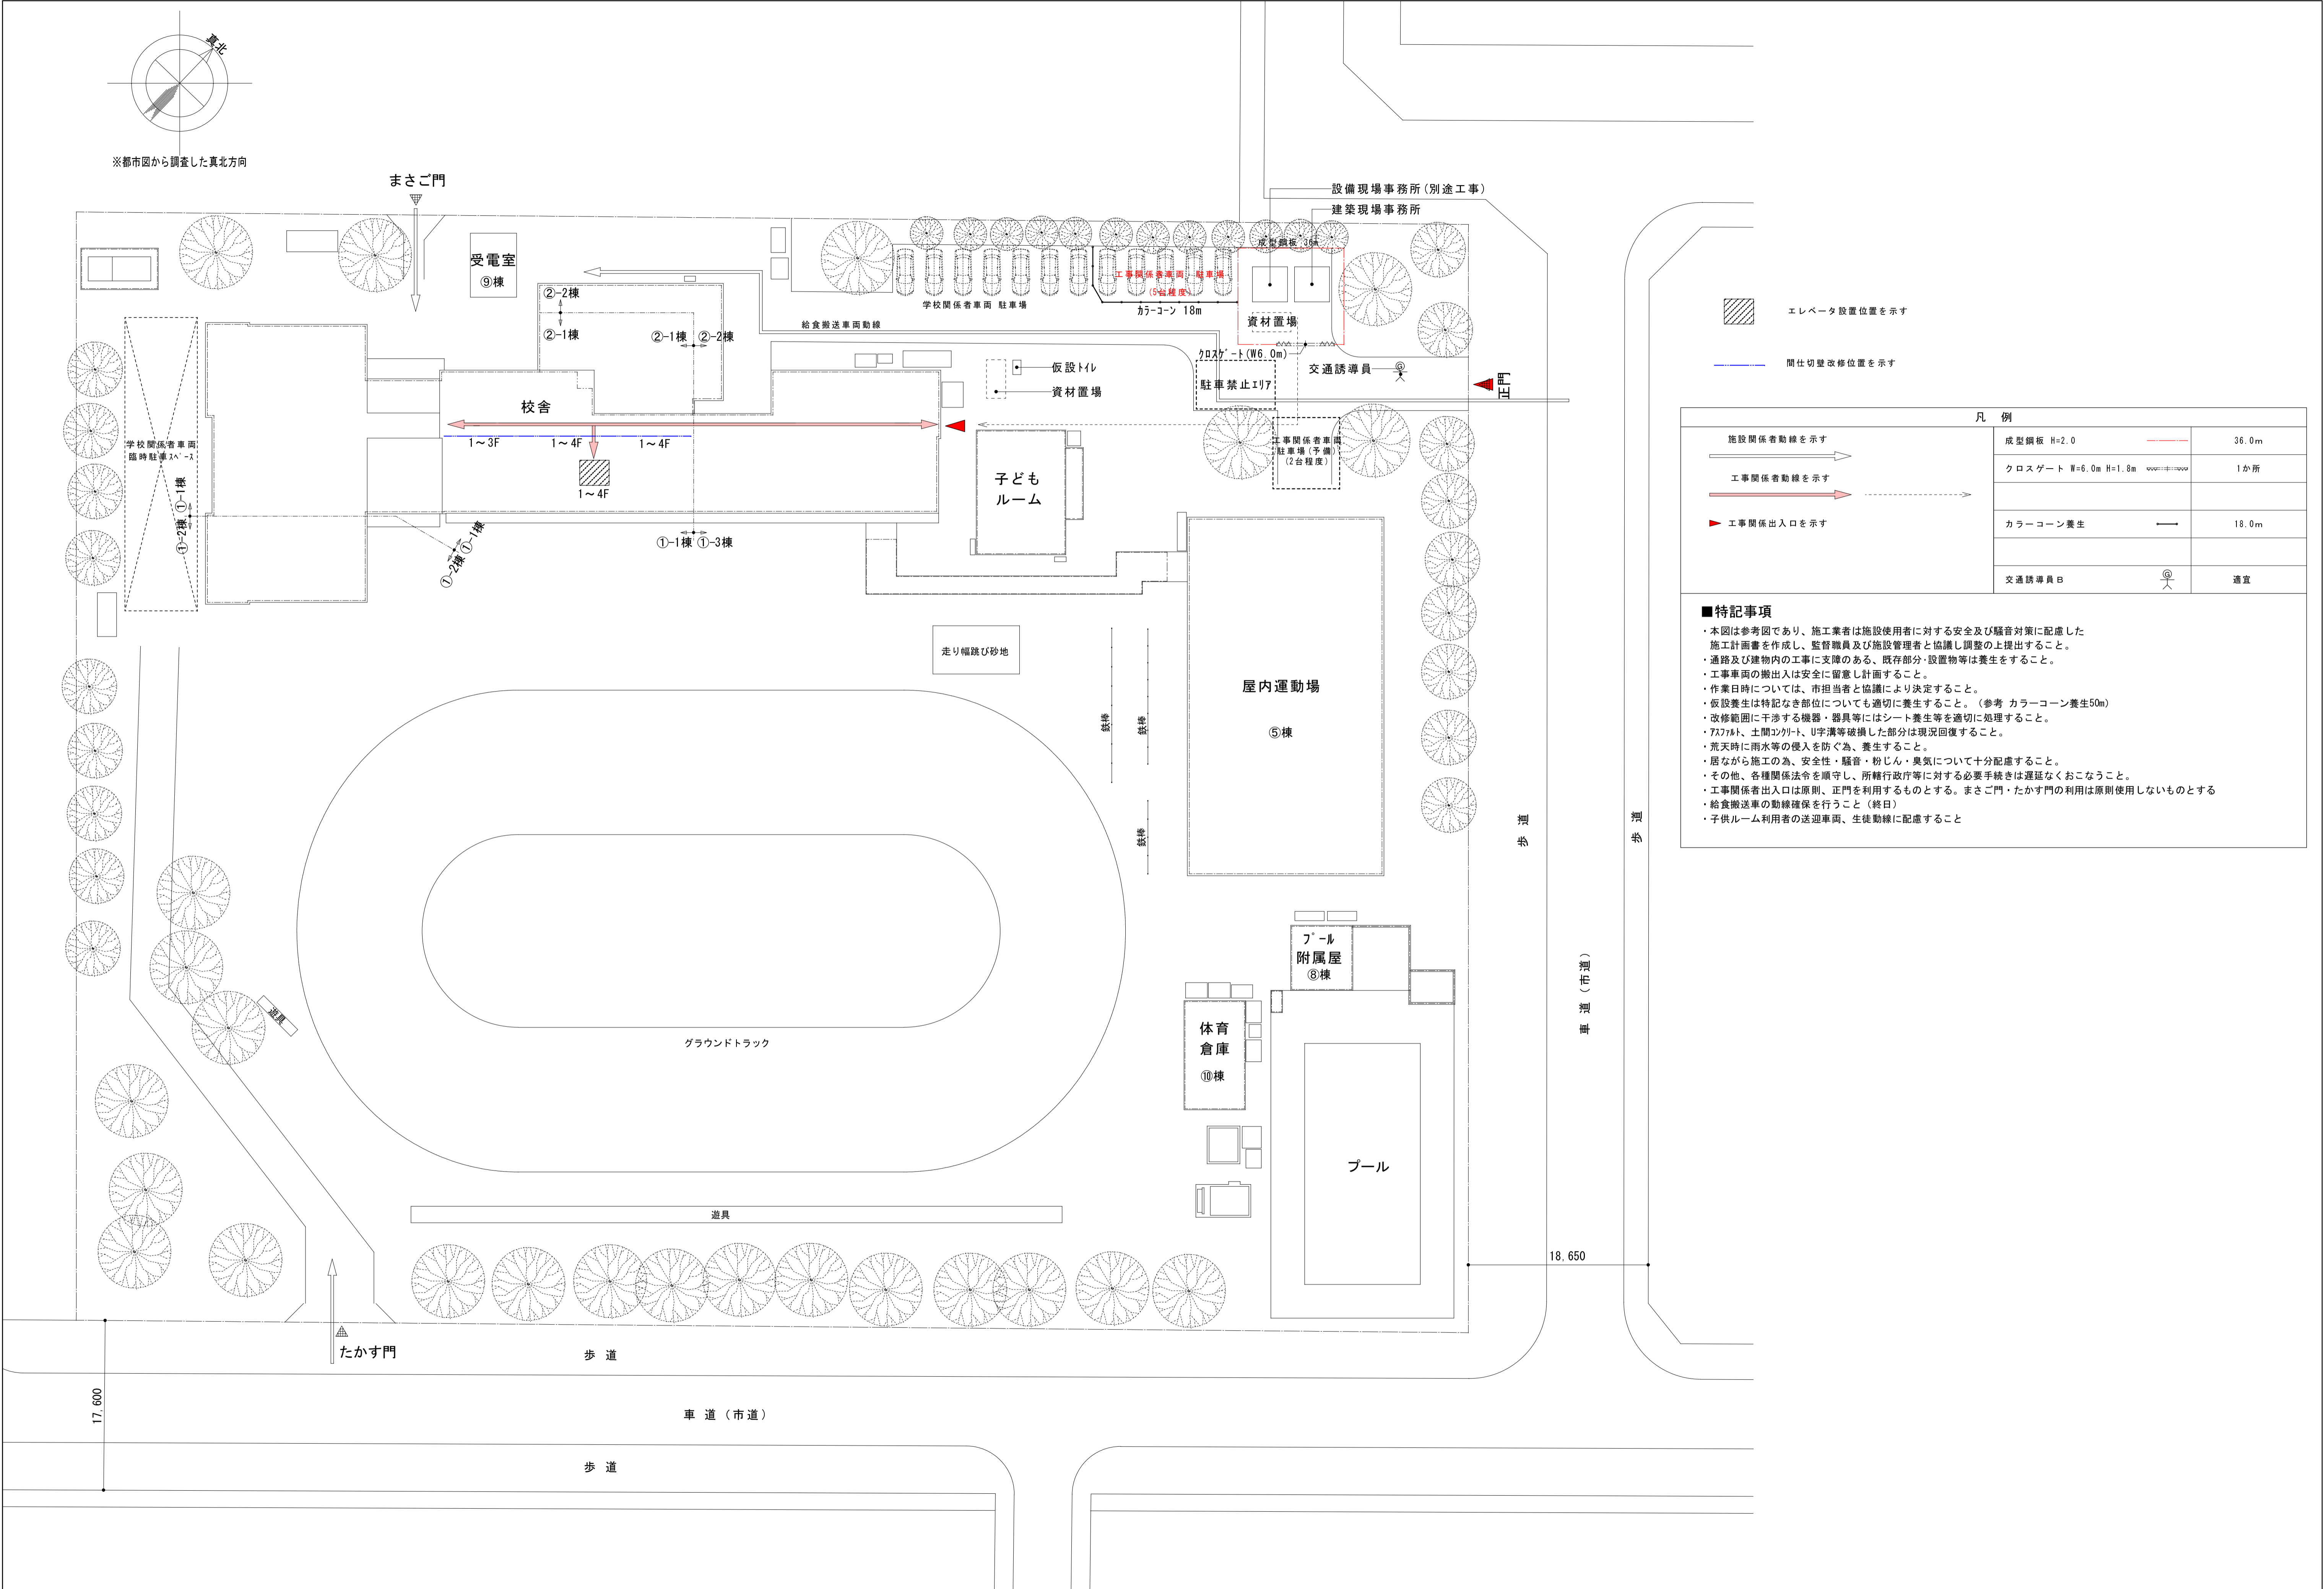 真北
※都市図から調査した真北方向
まさご門
設備現場事務所(別途工事)
建築現場事務所
成型鋼板 36m
受電室
⑨棟
工事関係者車両 駐車場
(5台程度)
学校関係者車両 駐車場
カラーコーン 18m
資材置場
②-2棟
②-1棟
②-1棟 ②-2棟
給食搬送車両動線
クロスゲート(W6.0m)
駐車禁止エリア
交通誘導員
G
正門
仮設トイレ
資材置場
校舎
1～3F
1～4F
1～4F
1～4F
学校関係者車両
臨時駐車スペース
①-2棟 ①-1棟
①-2棟 ①-1棟
①-1棟 ①-3棟
子ども
ルーム
工事関係者車両
駐車場(予備)
(2台程度)
走り幅跳び砂地
鉄棒
鉄棒
鉄棒
屋内運動場
⑤棟
プール
附属屋
⑧棟
体育
倉庫
⑩棟
プール
遊具
グラウンドトラック
遊具
たかす門
歩 道
車 道 (市道)
歩 道
歩 道
車 道 (市道)
歩 道
18,650
17,600
エレベータ設置位置を示す
間仕切壁改修位置を示す
凡 例
施設関係者動線を示す
工事関係者動線を示す
工事関係出入口を示す
成型鋼板 H=2.0 36.0m
クロスゲート W=6.0m H=1.8m 1か所
カラーコーン養生 18.0m
交通誘導員B G 適宜
■特記事項
・本図は参考図であり、施工業者は施設使用者に対する安全及び騒音対策に配慮した
施工計画書を作成し、監督職員及び施設管理者と協議し調整の上提出すること。
・通路及び建物内の工事に支障のある、既存部分・設置物等は養生をすること。
・工事車両の搬出入は安全に留意し計画すること。
・作業日時については、市担当者と協議により決定すること。
・仮設養生は特記なき部位についても適切に養生すること。（参考 カラーコーン養生50m）
・改修範囲に干渉する機器・器具等にはシート養生等を適切に処理すること。
・アスファルト、土間コンクリート、U字溝等破損した部分は現況回復すること。
・荒天時に雨水等の侵入を防ぐ為、養生すること。
・居ながら施工の為、安全性・騒音・粉じん・臭気について十分配慮すること。
・その他、各種関係法令を順守し、所轄行政庁等に対する必要手続きは遅延なくおこなうこと。
・工事関係者出入口は原則、正門を利用するものとする。まさご門・たかす門の利用は原則使用しないものとする
・給食搬送車の動線確保を行うこと（終日）
・子供ルーム利用者の送迎車両、生徒動線に配慮すること